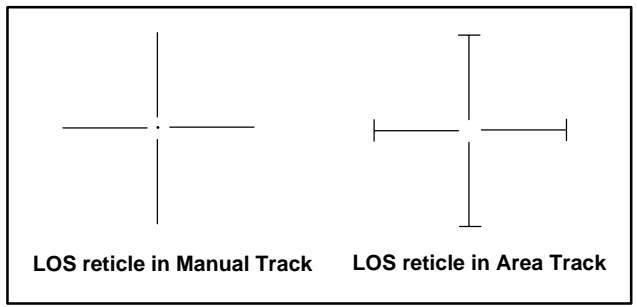 LOS reticle in Manual Track
LOS reticle in Area Track